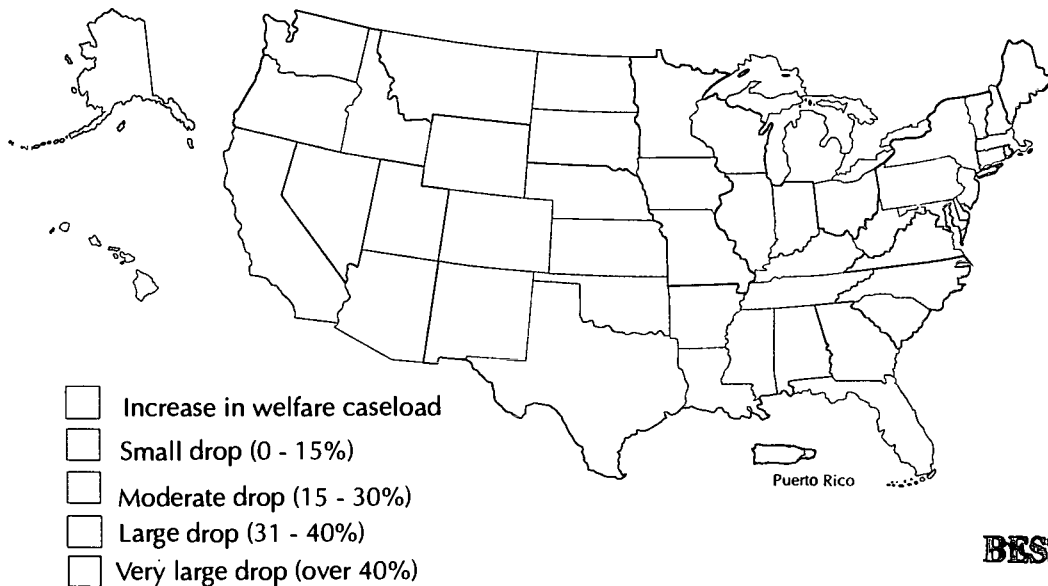 Increase in welfare caseload
Small drop (0 - 15%)
Moderate drop (15 - 30%)
Large drop (31 - 40%)
Very large drop (over 40%)
Puerto Rico
BES